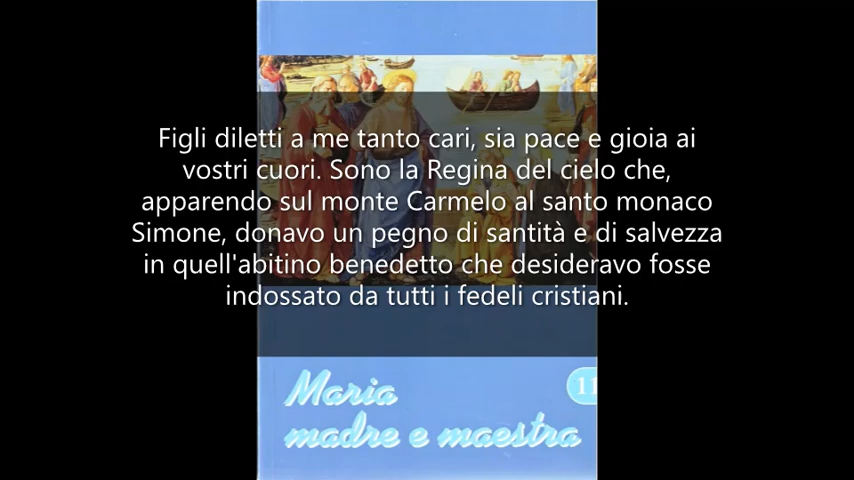 Figli diletti a me tanto cari, sia pace e gioia ai
vostri cuori. Sono la Regina del cielo che,
apparendo sul monte Carmelo al santo monaco
Simone, donavo un pegno di santità e di salvezza
in quell'abitino benedetto che desideravo fosse
indossato da tutti i fedeli cristiani.
11
Maria
madre e maestra